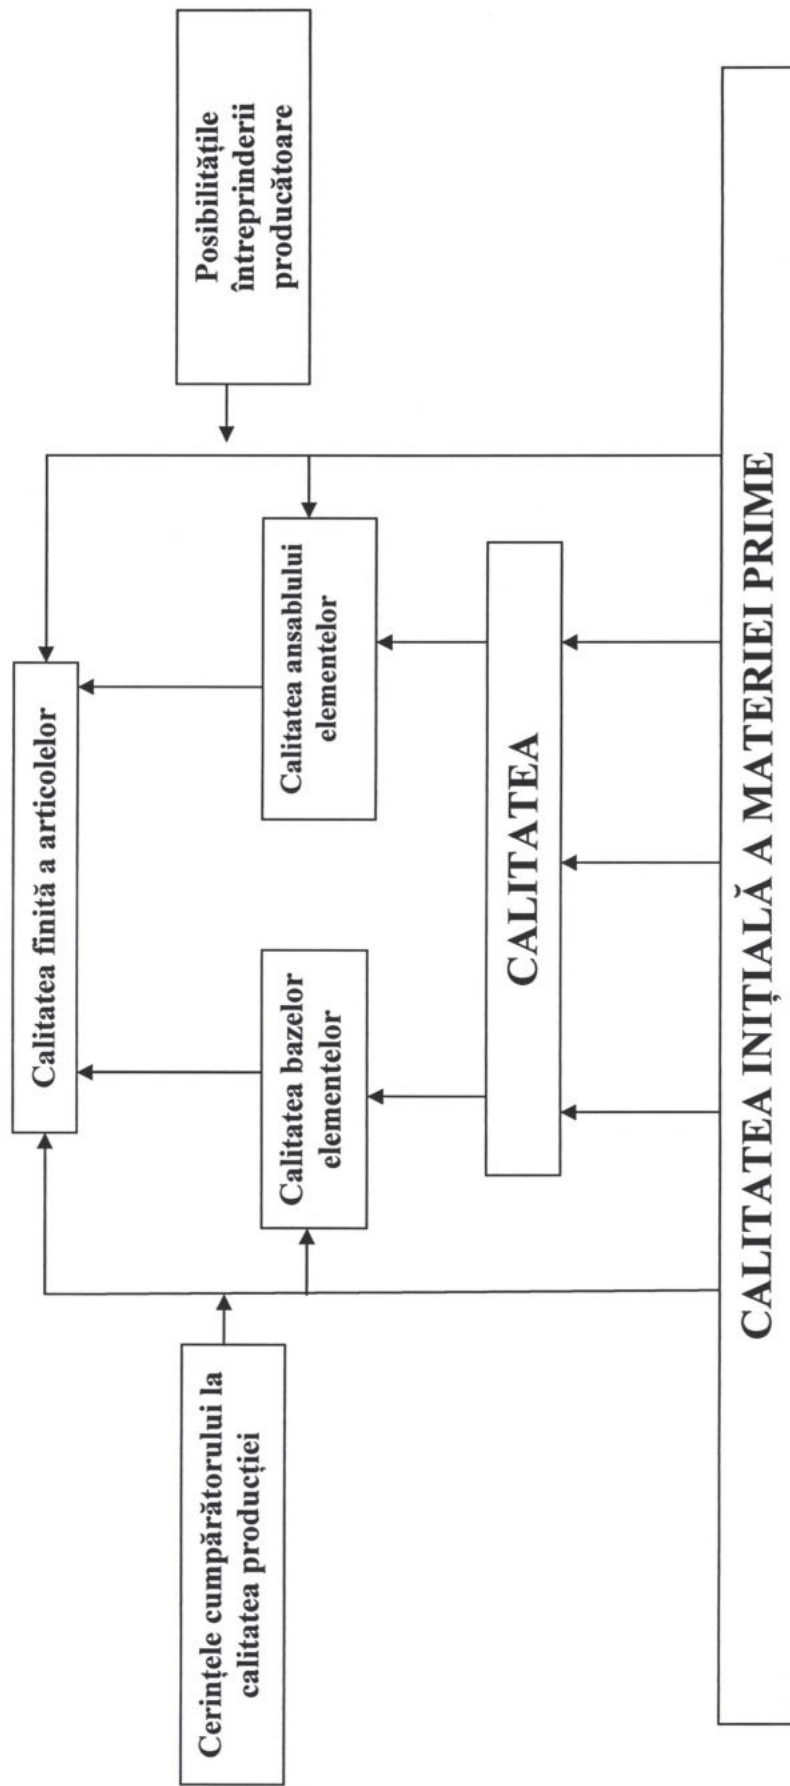 Calitatea finită a articolelor
Cerințele cumpărătorului la
calitatea producției
Posibilitățile
întreprinderii
producătoare
Calitatea bazelor
elementelor
Calitatea ansablului
elementelor
CALITATEA
CALITATEA INIȚIALĂ A MATERIEI PRIME